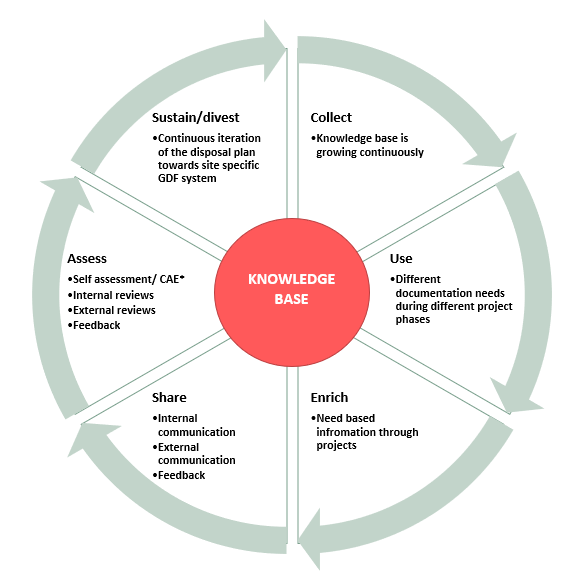 Sustain/divest
•Continuous iteration
of the disposal plan
towards site specific
GDF system
Collect
•Knowledge base is
growing continuously
Assess
•Self assessment/ CAE*
•Internal reviews
•External reviews
•Feedback
KNOWLEDGE
BASE
Use
•Different
documentation needs
during different project
phases
Share
•Internal
communication
•External
communication
•Feedback
Enrich
•Need based
infromation through
projects